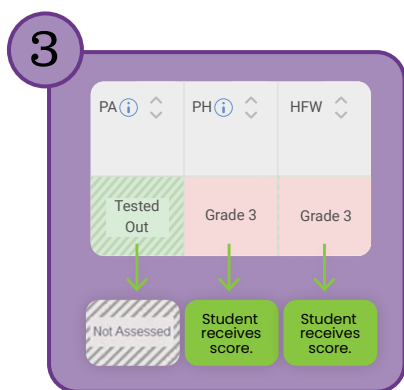 3
PA PH HFW
Tested
Out
Grade 3
Grade 3
Not Assessed
Student
receives
score.
Student
receives
score.